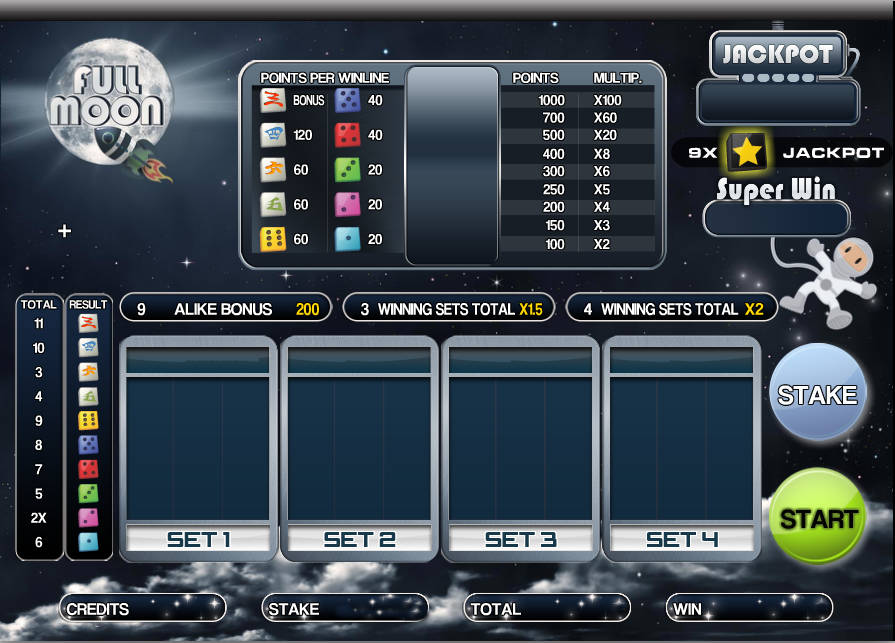 FULL
MOON
POINTS PER WINLINE
BONUS 40
120 40
60 20
60 20
60 20
POINTS MULTIP.
1000 X100
700 X60
500 X20
400 X8
300 X6
250 X5
200 X4
150 X3
100 X2
JACKPOT
9X JACKPOT
Super Win
TOTAL RESULT
11
10
3
4
9
8
7
5
2X
6
9 ALIKE BONUS 200
3 WINNING SETS TOTAL X1.5
4 WINNING SETS TOTAL X2
SET 1
SET 2
SET 3
SET 4
STAKE
START
CREDITS
STAKE
TOTAL
WIN